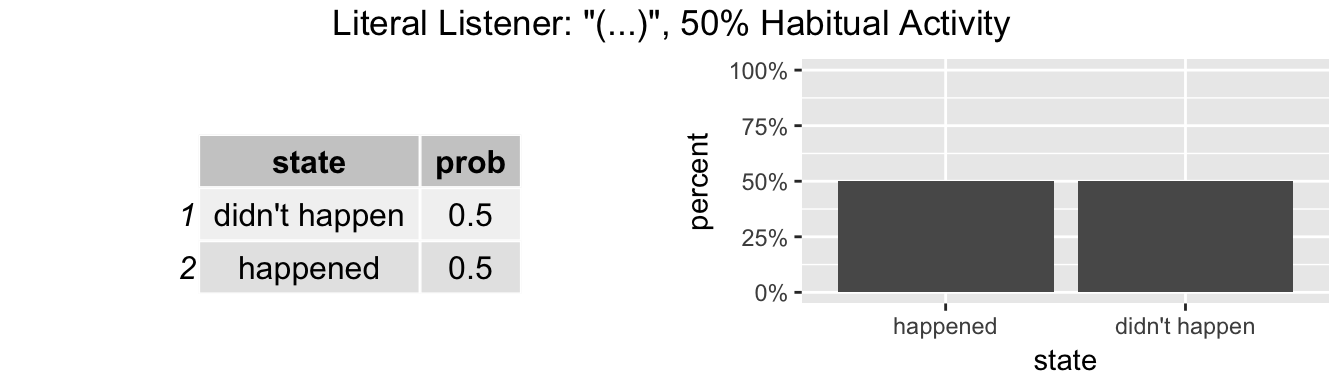 Literal Listener: "(...)", 50% Habitual Activity
state prob
1 didn't happen 0.5
2 happened 0.5
percent
100%
75%
50%
25%
0%
happened didn't happen
state